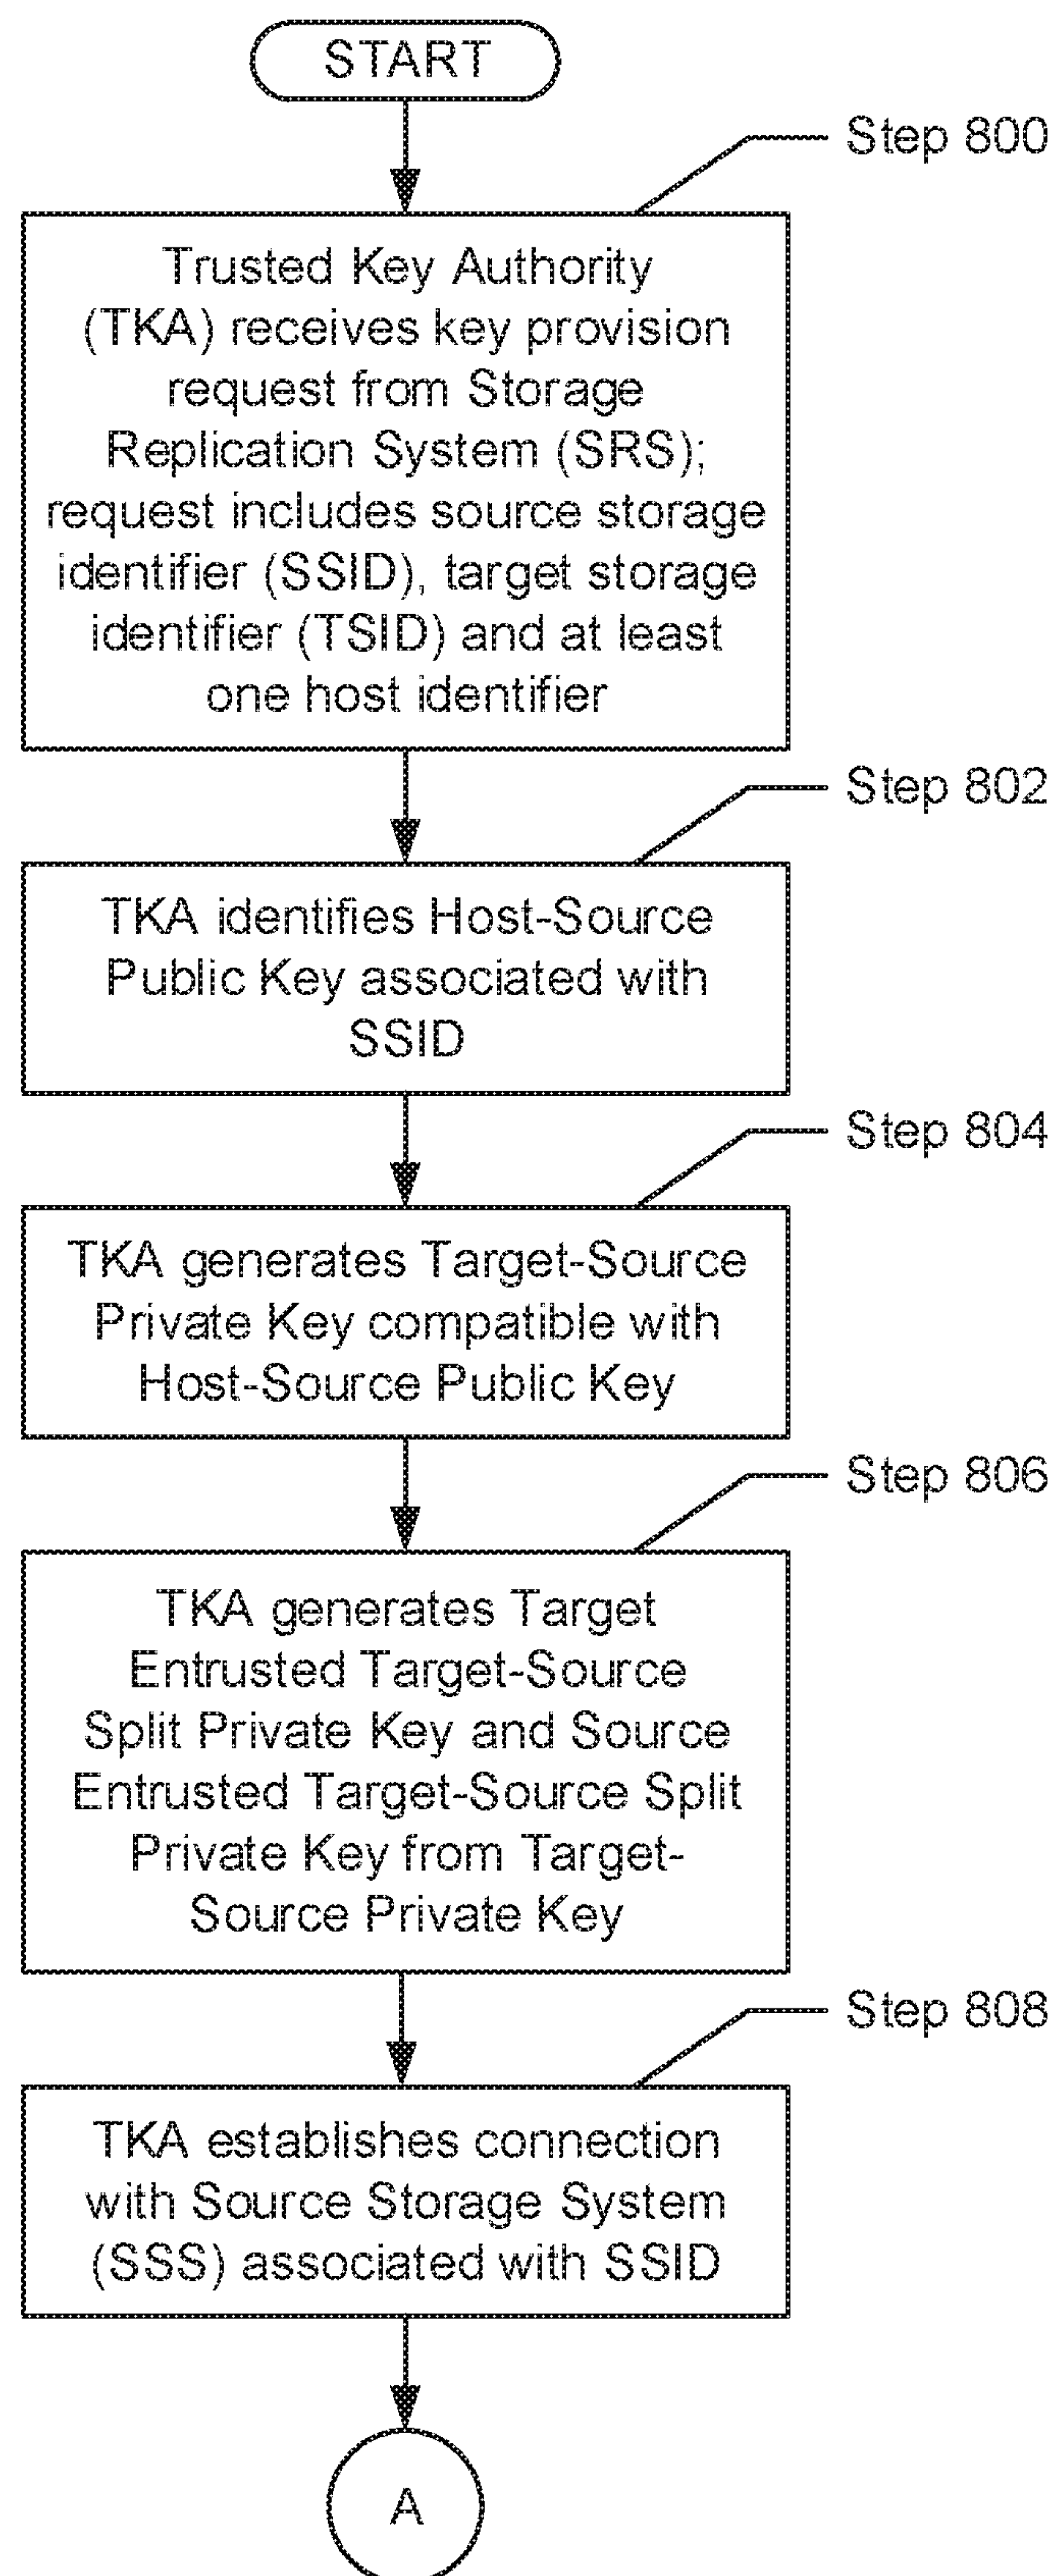 START
Step 800
Trusted Key Authority
(TKA) receives key provision
request from Storage
Replication System (SRS);
request includes source storage
identifier (SSID), target storage
identifier (TSID) and at least
one host identifier
Step 802
TKA identifies Host-Source
Public Key associated with
SSID
Step 804
TKA generates Target-Source
Private Key compatible with
Host-Source Public Key
Step 806
TKA generates Target
Entrusted Target-Source
Split Private Key and Source
Entrusted Target-Source Split
Private Key from Target-
Source Private Key
Step 808
TKA establishes connection
with Source Storage System
(SSS) associated with SSID
A